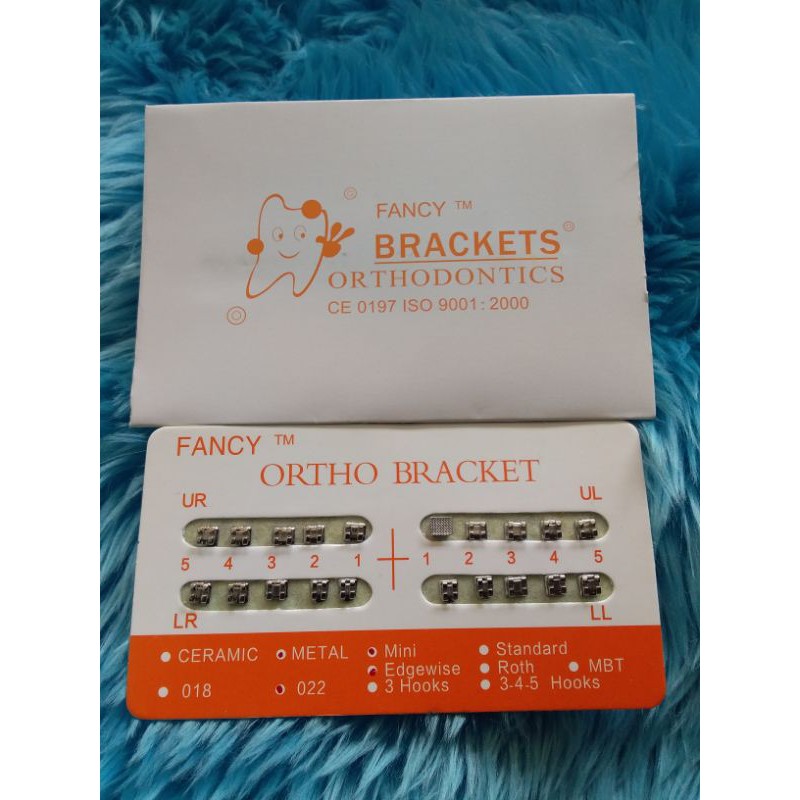 FANCY ™
BRACKETS
ORTHODONTICS
CE 0197 ISO 9001: 2000
FANCY ™
ORTHO BRACKET
UR UL
5 4 3 2 1 1 2 3 4 5
LR LL
CERAMIC METAL Mini Standard
Edgewise Roth MBT
018 022 3 Hooks 3-4-5 Hooks